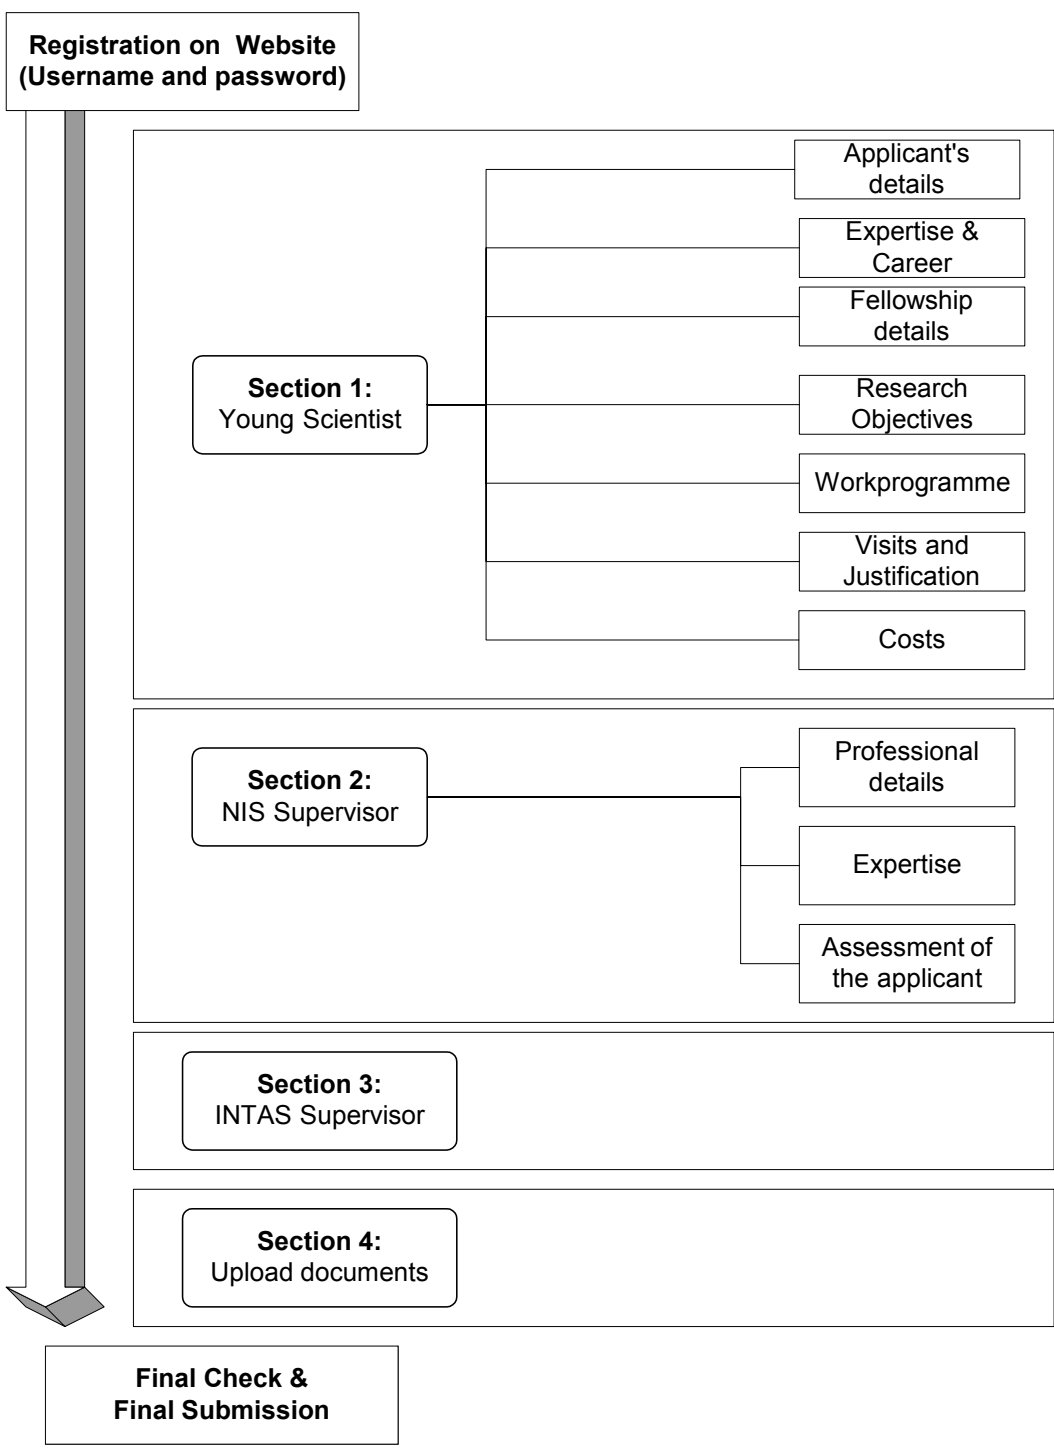 Registration on Website
(Username and password)
Applicant's
details
Expertise &
Career
Fellowship
details
Section 1:
Young Scientist
Research
Objectives
Workprogramme
Visits and
Justification
Costs
Section 2:
NIS Supervisor
Professional
details
Expertise
Assessment of
the applicant
Section 3:
INTAS Supervisor
Section 4:
Upload documents
Final Check &
Final Submission